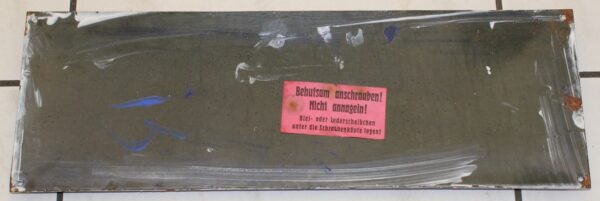 Behutsam anschrauben!
Nicht annageln!
Blei- oder Lederscheibchen
unter die Schraubenköpfe legen!